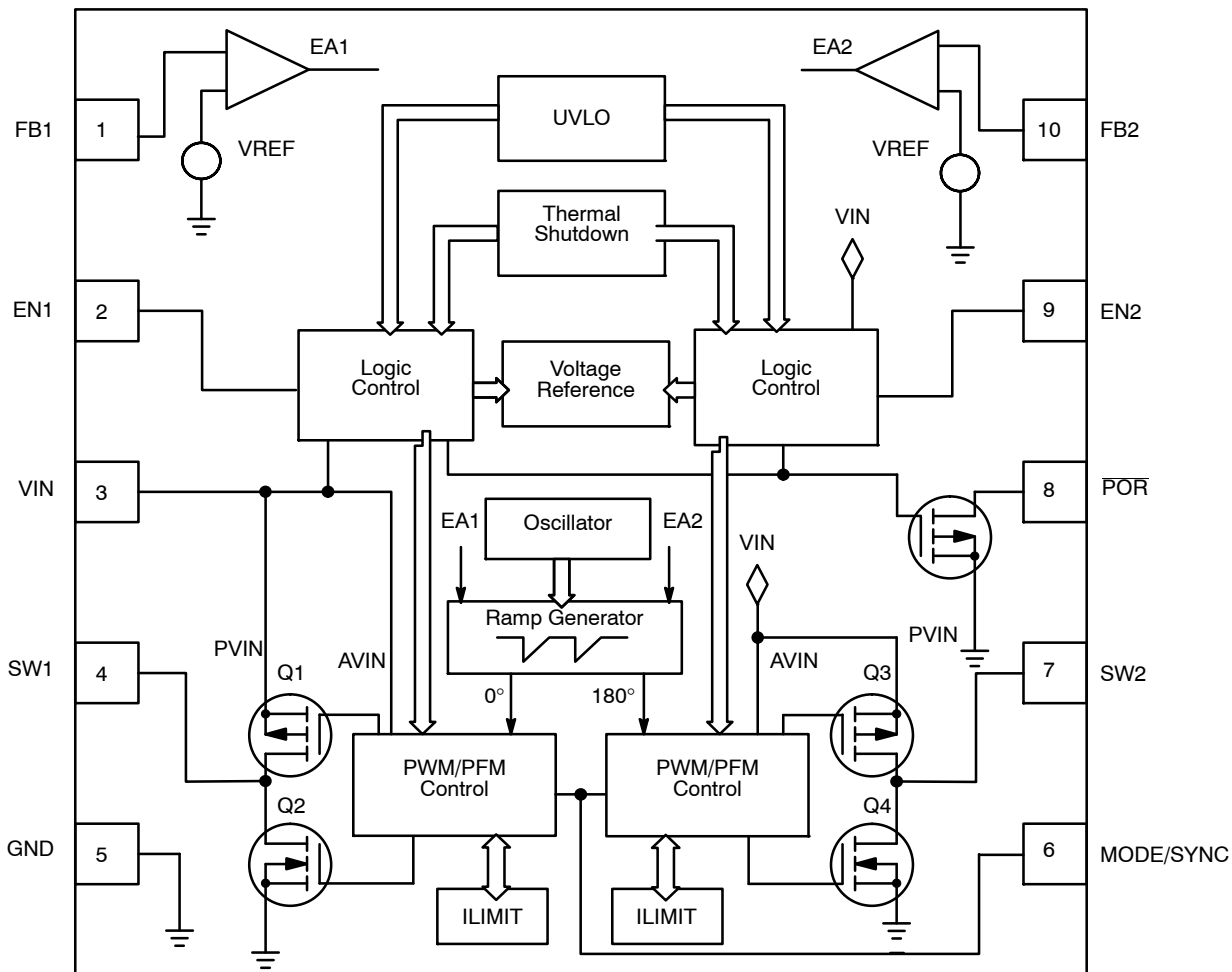 EA1
EA2
UVLO
FB1
1
10
FB2
VREF
VREF
Thermal
Shutdown
VIN
EN1
2
9
EN2
Logic
Control
Voltage
Reference
Logic
Control
VIN
3
8
POR
EA1
Oscillator
EA2
VIN
Ramp Generator
PVIN
AVIN
AVIN
PVIN
SW1
4
7
SW2
Q1
0°
180°
Q3
PWM/PFM
Control
PWM/PFM
Control
Q2
Q4
GND
5
6
MODE/SYNC
ILIMIT
ILIMIT